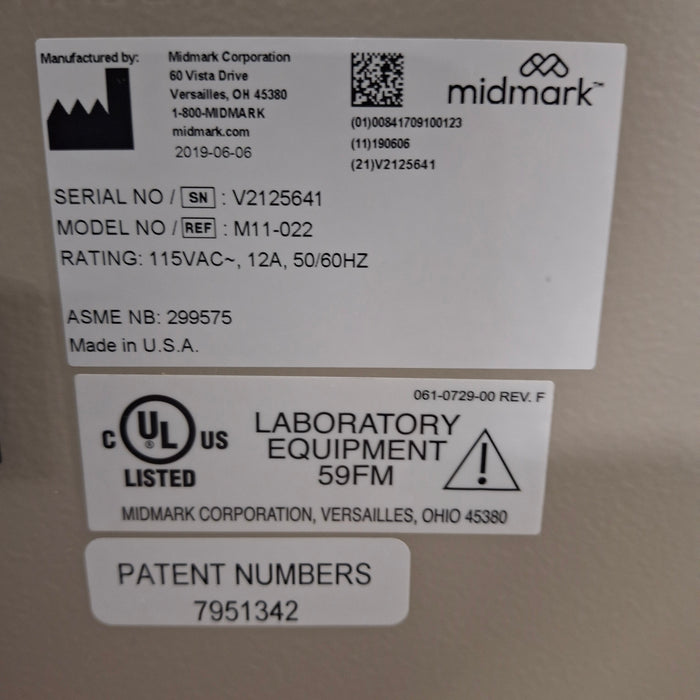 Manufactured by:
Midmark Corporation
60 Vista Drive
Versailles, OH 45380
1-800-MIDMARK
midmark.com
2019-06-06
(01)00841709100123
(11)190606
(21)V2125641
midmark™
SERIAL NO / SN : V2125641
MODEL NO / REF : M11-022
RATING: 115VAC~, 12A, 50/60HZ
ASME NB: 299575
Made in U.S.A.
061-0729-00 REV. F
C UL® US
LISTED
LABORATORY
EQUIPMENT
59FM
!
MIDMARK CORPORATION, VERSAILLES, OHIO 45380
PATENT NUMBERS
7951342